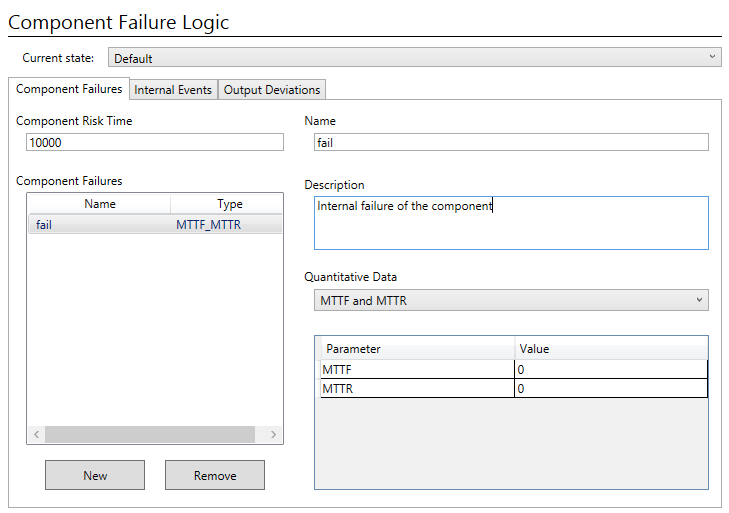 Component Failure Logic
Current state: Default
Component Failures Internal Events Output Deviations
Component Risk Time
10000
Name
fail
Component Failures
Name Type
fail MTTF_MTTR
New Remove
Description
Internal failure of the component
Quantitative Data
MTTF and MTTR
Parameter Value
MTTF 0
MTTR 0